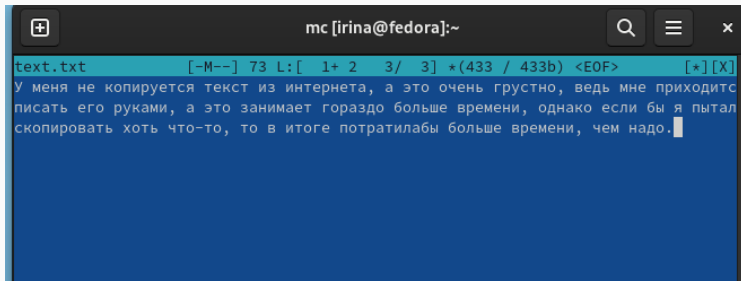 mc [irina@fedora]:~
text.txt [-M--] 73 L:[ 1+ 2 3/ 3] *(433 / 433b) <EOF> [*][X]
У меня не копируется текст из интернета, а это очень грустно, ведь мне приходитс
писать его руками, а это занимает гораздо больше времени, однако если бы я пытал
скопировать хоть что-то, то в итоге потратилабы больше времени, чем надо.